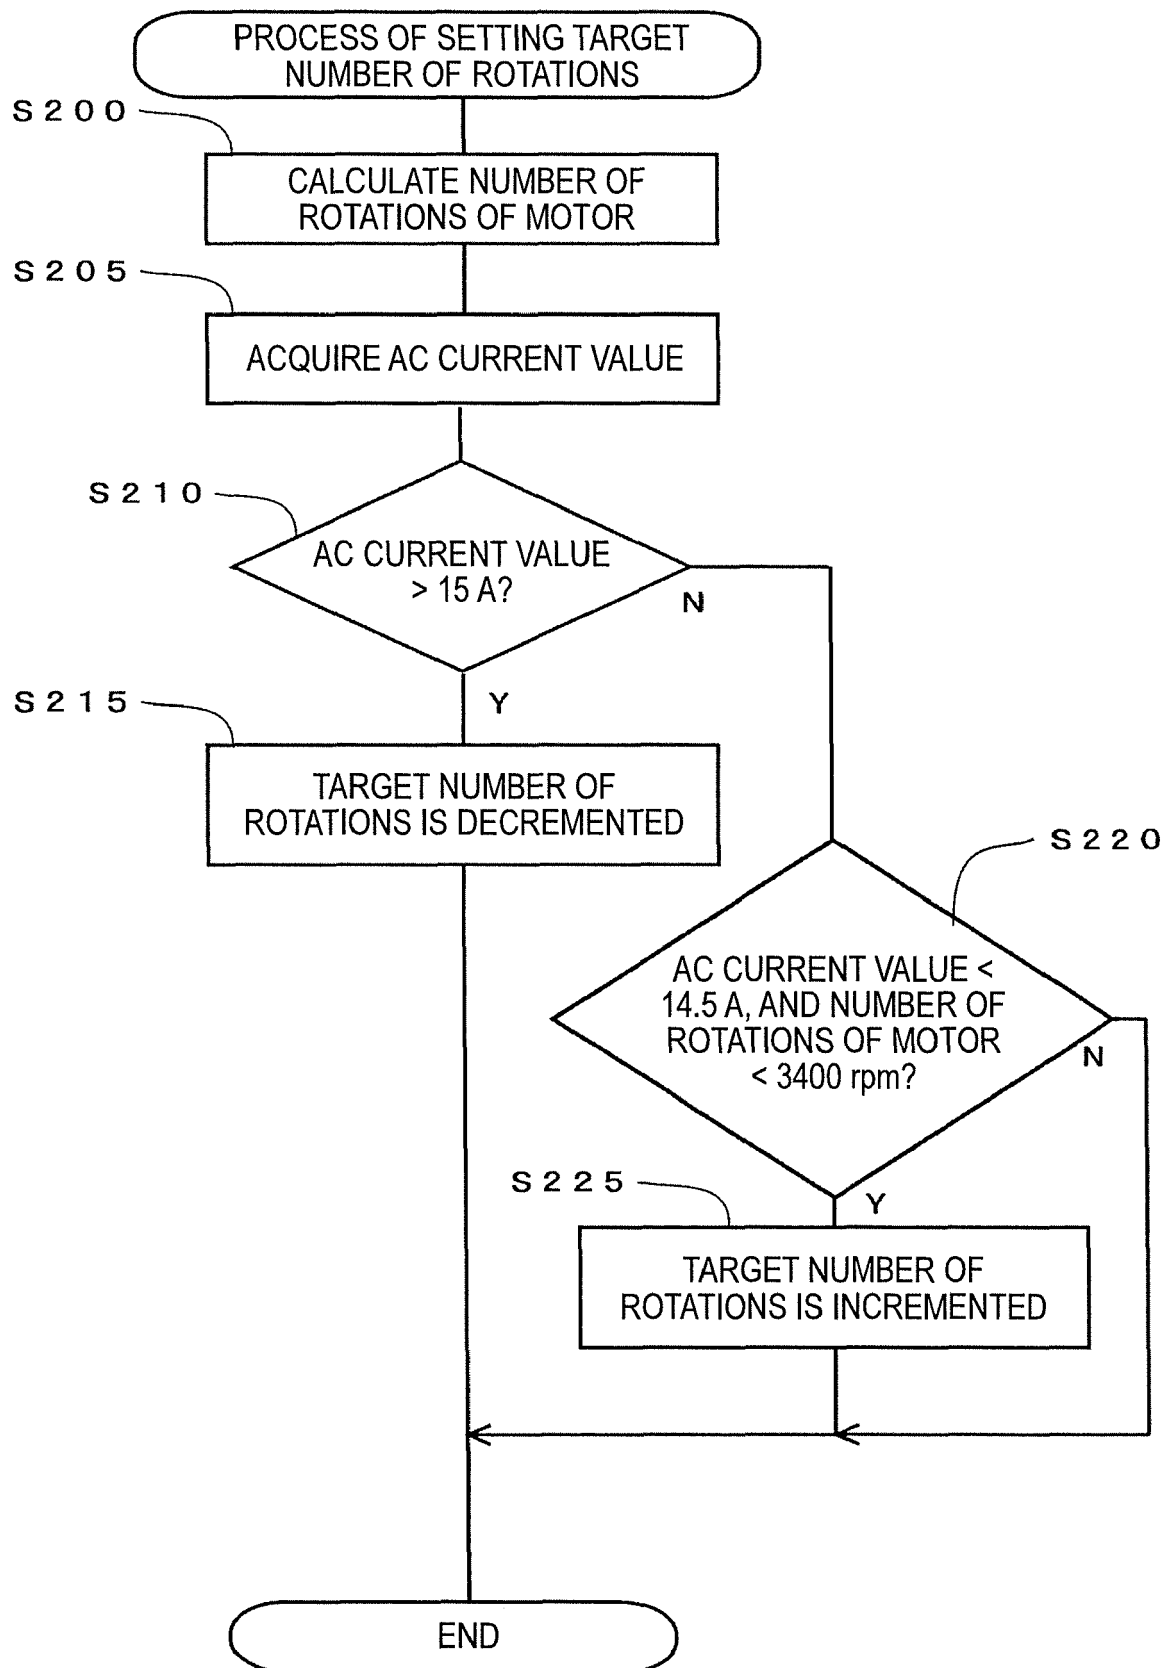 PROCESS OF SETTING TARGET
NUMBER OF ROTATIONS
S200
CALCULATE NUMBER OF
ROTATIONS OF MOTOR
S205
ACQUIRE AC CURRENT VALUE
S210
AC CURRENT VALUE
> 15 A?
N
Y
S215
TARGET NUMBER OF
ROTATIONS IS DECREMENTED
S220
AC CURRENT VALUE <
14.5 A, AND NUMBER OF
ROTATIONS OF MOTOR
< 3400 rpm?
N
Y
S225
TARGET NUMBER OF
ROTATIONS IS INCREMENTED
END